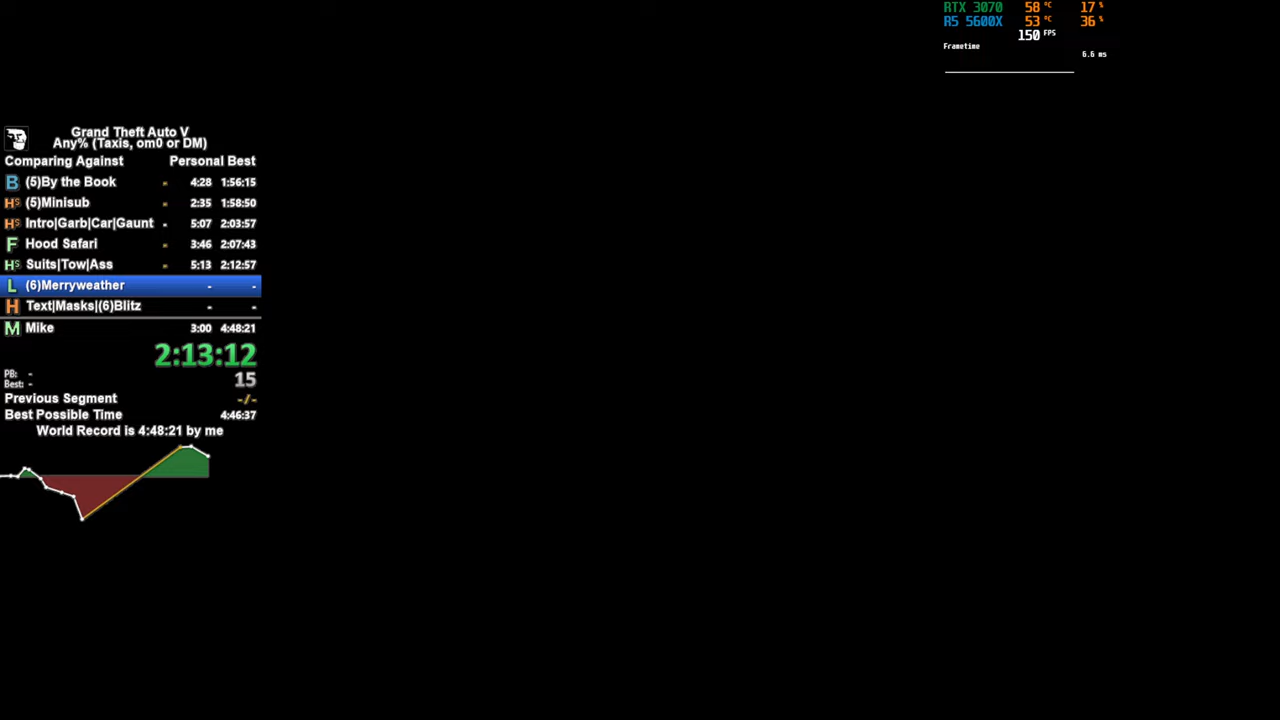 RTX 3070 58 °C 17 %
R5 5600X 53 °C 36 %
150 FPS
Frametime
6.6 ms
Grand Theft Auto V
Any% (Taxis, om0 or DM)
Comparing Against Personal Best
B (5)By the Book - 4:28 1:56:15
HS (5)Minisub - 2:35 1:58:50
HS Intro|Garb|Car|Gaunt - 5:07 2:03:57
F Hood Safari - 3:46 2:07:43
HS Suits|Tow|Ass - 5:13 2:12:57
L (6)Merryweather - -
H Text|Masks|(6)Blitz - -
M Mike 3:00 4:48:21
2:13:12
PB: -
Best: - 15
Previous Segment -/-
Best Possible Time 4:46:37
World Record is 4:48:21 by me